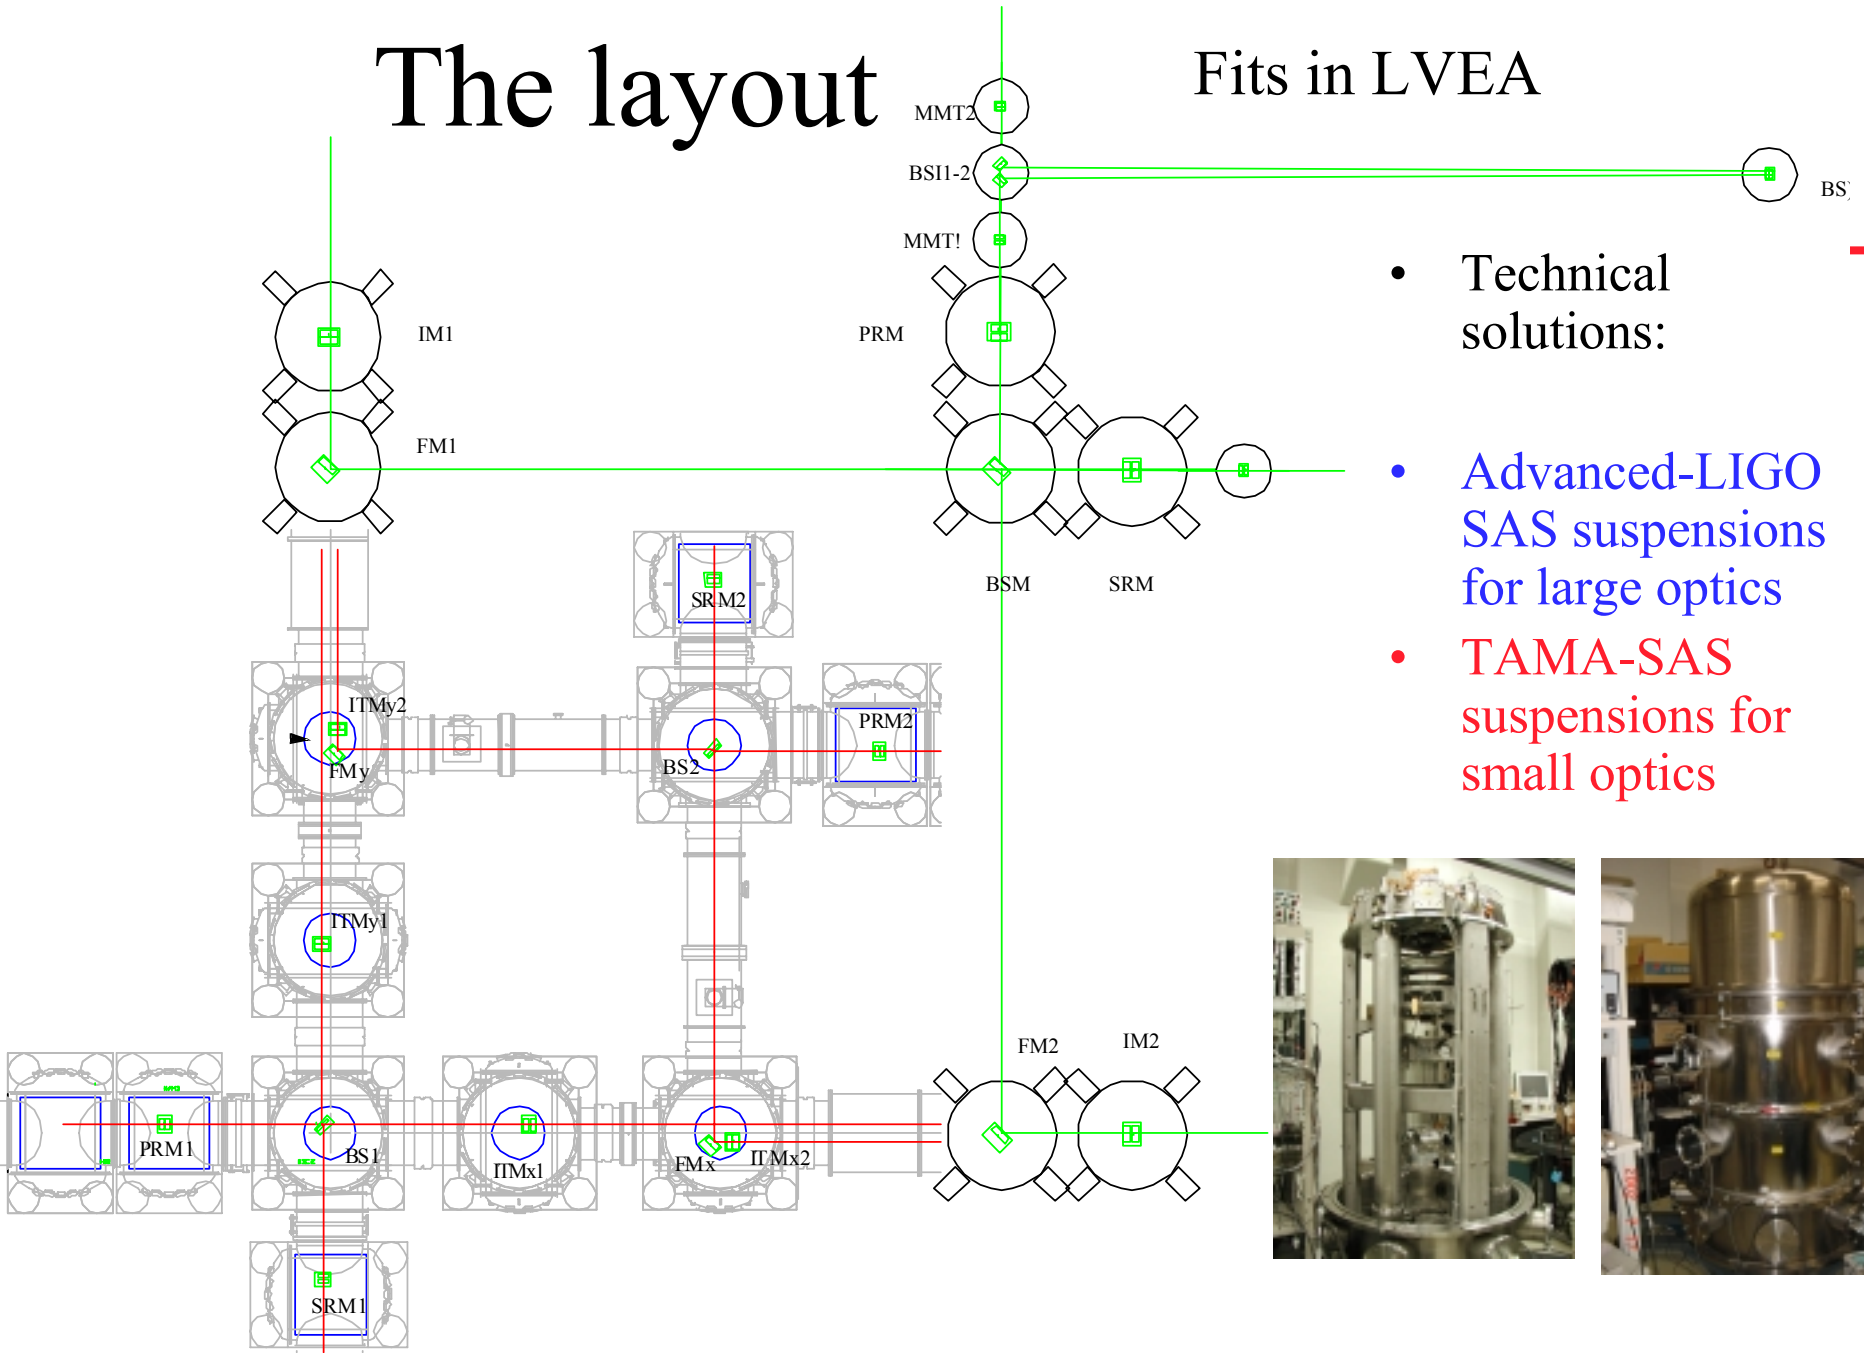 The layout
Fits in LVEA
MMT2
BSI1-2
MMT!
IM1
PRM
FM1
BSM
SRM
• Technical
solutions:
• Advanced-LIGO
SAS suspensions
for large optics
• TAMA-SAS
suspensions for
small optics
SRM2
ITMy2
FMy
BS2
PRM2
ITMy1
FM2
IM2
PRM1
BS1
ITMx1
FMx
ITMx2
SRM1